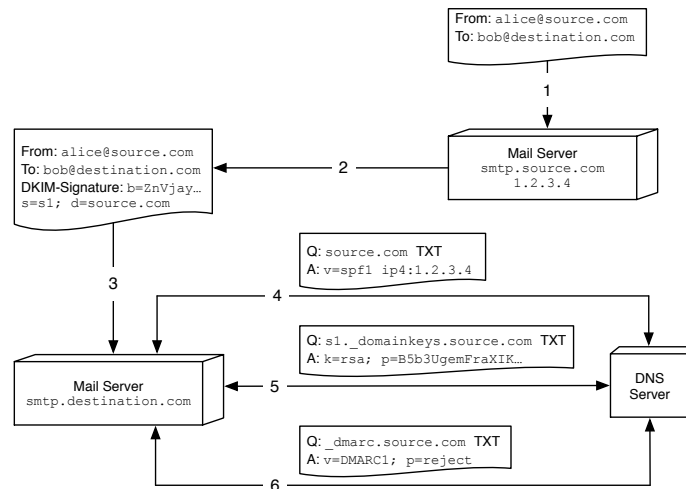 From: alice@source.com
To: bob@destination.com
1
Mail Server
smtp.source.com
1.2.3.4
2
From: alice@source.com
To: bob@destination.com
DKIM-Signature: b=ZnVjay…
s=s1; d=source.com
3
Q: source.com TXT
A: v=spf1 ip4:1.2.3.4
4
Q: s1._domainkeys.source.com TXT
A: k=rsa; p=B5b3UgemFraXIK…
5
Mail Server
smtp.destination.com
DNS
Server
Q: _dmarc.source.com TXT
A: v=DMARC1; p=reject
6